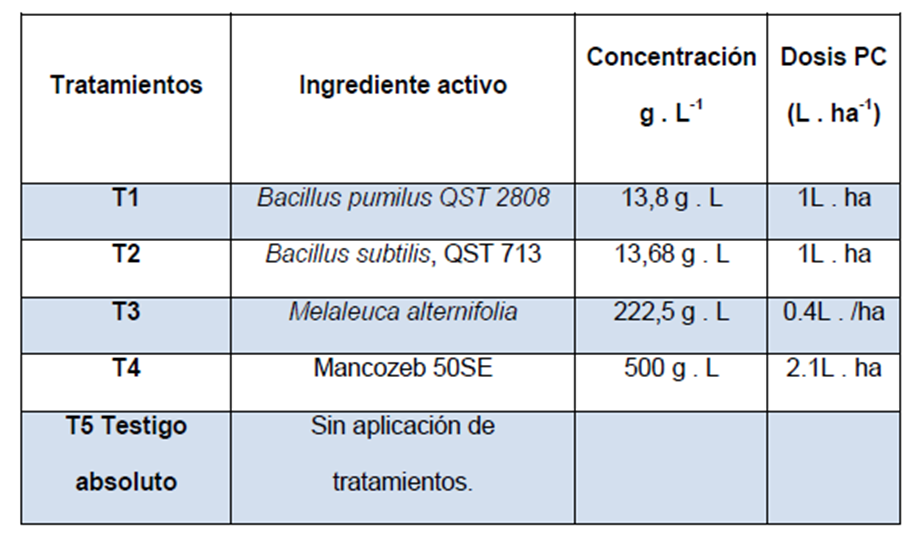 Tratamientos Ingrediente activo Concentración Dosis PC
g . L-1 (L . ha-1)
T1 Bacillus pumilus QST 2808 13,8 g . L 1L . ha
T2 Bacillus subtilis, QST 713 13,68 g . L 1L . ha
T3 Melaleuca alternifolia 222,5 g . L 0.4L . /ha
T4 Mancozeb 50SE 500 g . L 2.1L . ha
T5 Testigo Sin aplicación de
absoluto tratamientos.